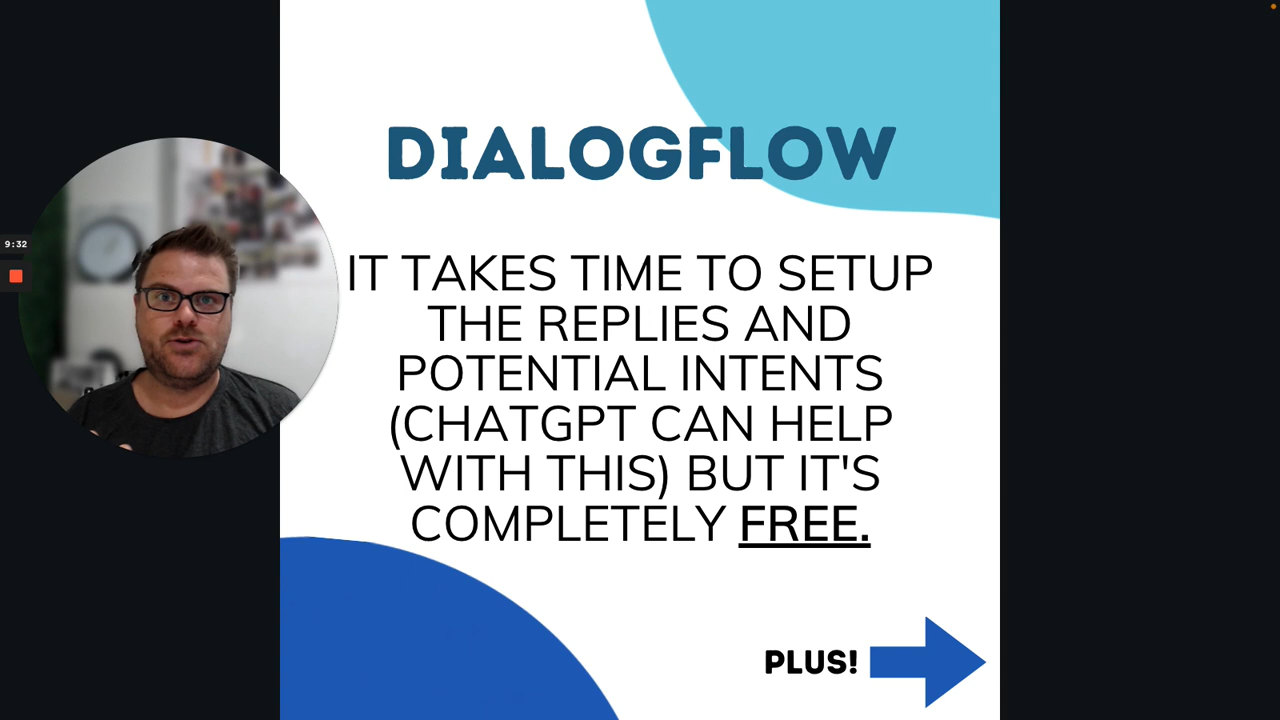 DIALOGFLOW
9:32
IT TAKES TIME TO SETUP
THE REPLIES AND
POTENTIAL INTENTS
(CHATGPT CAN HELP
WITH THIS) BUT IT'S
COMPLETELY FREE.
PLUS!